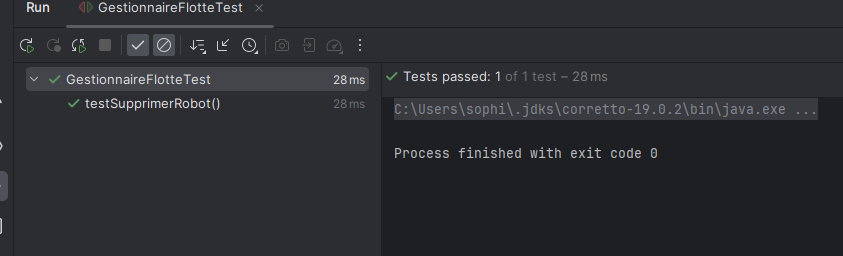 Run GestionnaireFlotteTest
GestionnaireFlotteTest 28 ms
Tests passed: 1 of 1 test – 28 ms
testSupprimerRobot() 28 ms
C:\Users\sophi\.jdks\corretto-19.0.2\bin\java.exe ...
Process finished with exit code 0